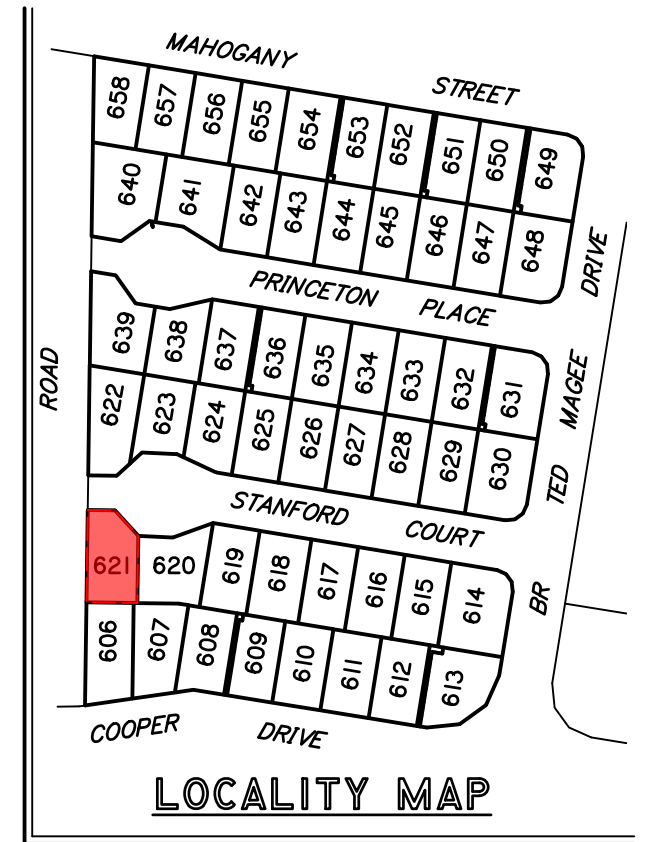 MAHOGANY STREET
658 657 656 655 654 653 652 651 650 649
640 641 642 643 644 645 646 647 648
PRINCETON PLACE
DRIVE
639 638 637 636 635 634 633 632 631
ROAD
MAGEE
622 623 624 625 626 627 628 629 630
TED
STANFORD COURT
621 620 619 618 617 616 615 614
BR
606 607 608 609 610 611 612 613
COOPER DRIVE
LOCALITY MAP